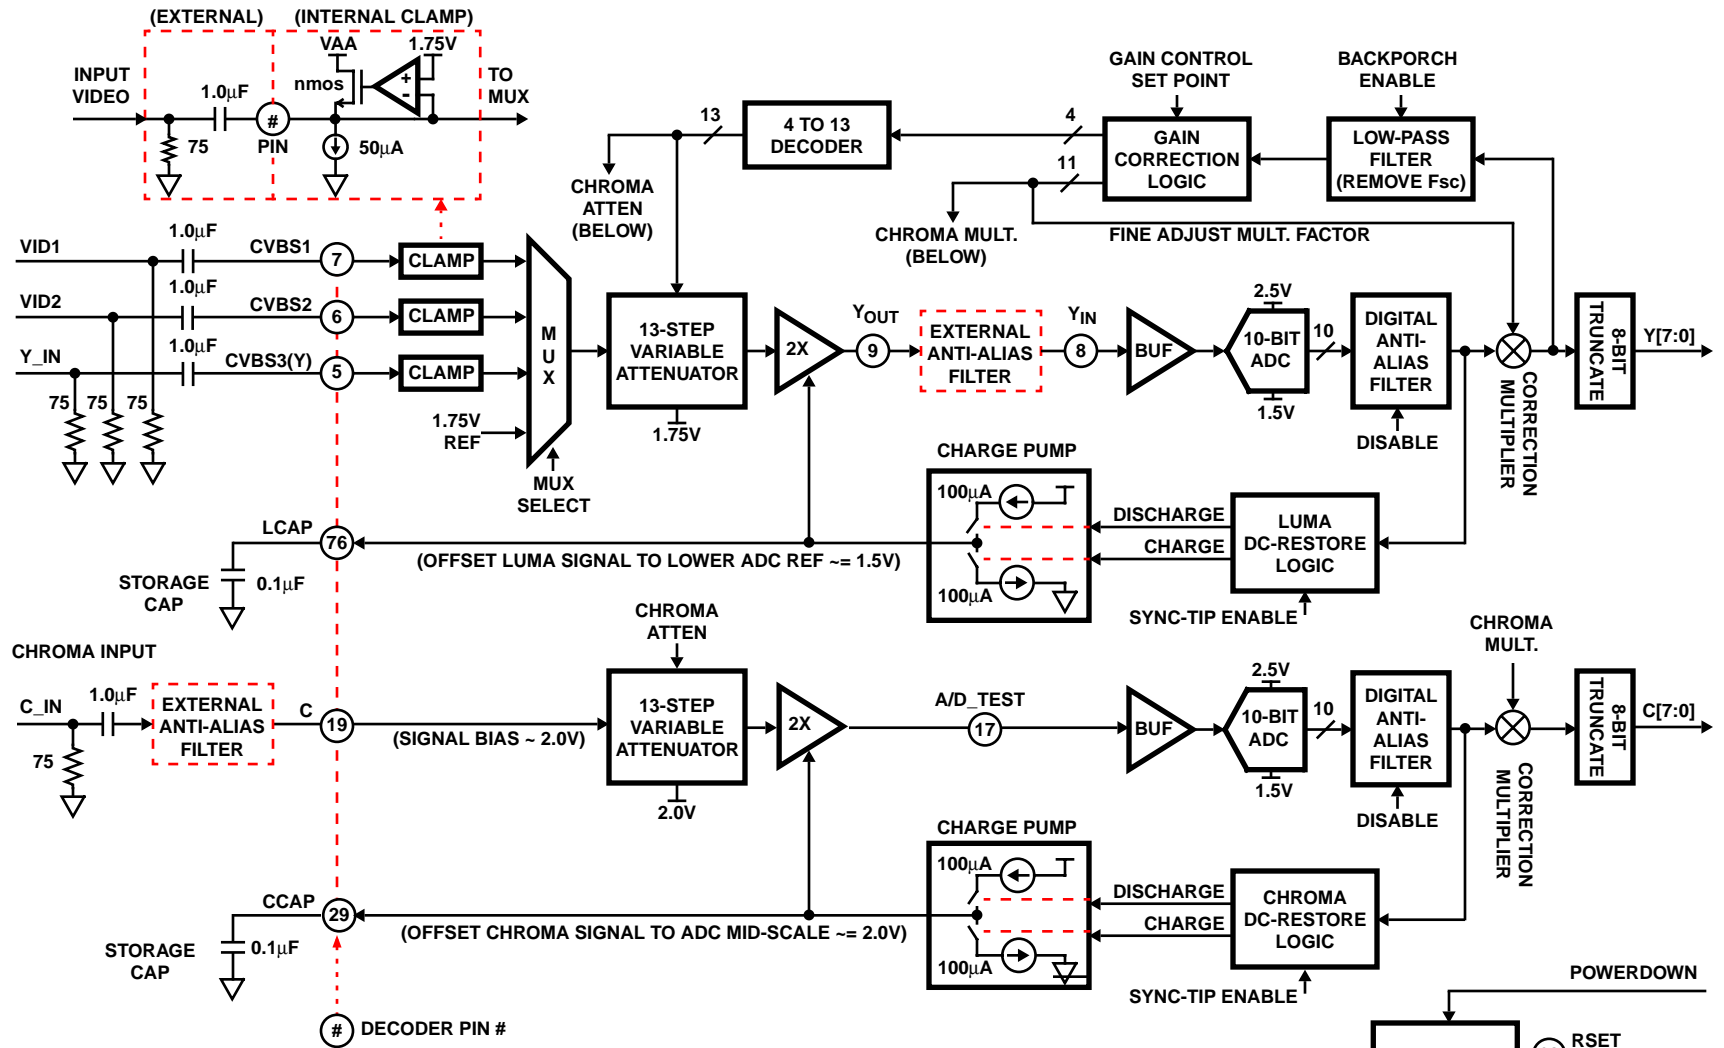 (EXTERNAL)
(INTERNAL CLAMP)
VAA
1.75V
INPUT
VIDEO
1.0µF
nmos
+
-
TO
MUX
#
PIN
75
50µA
GAIN CONTROL
SET POINT
BACKPORCH
ENABLE
13
4 TO 13
DECODER
4
11
GAIN
CORRECTION
LOGIC
LOW-PASS
FILTER
(REMOVE Fsc)
CHROMA
ATTEN
(BELOW)
CHROMA MULT.
(BELOW)
FINE ADJUST MULT. FACTOR
VID1
1.0µF
CVBS1
7
CLAMP
VID2
1.0µF
CVBS2
6
CLAMP
Y_IN
1.0µF
CVBS3(Y)
5
CLAMP
75
75
75
1.75V
REF
M
U
X
MUX
SELECT
13-STEP
VARIABLE
ATTENUATOR
1.75V
2X
YOUT
9
EXTERNAL
ANTI-ALIAS
FILTER
YIN
8
BUF
2.5V
10-BIT
ADC
1.5V
10
DIGITAL
ANTI-
ALIAS
FILTER
DISABLE
CORRECTION
MULTIPLIER
8-BIT
TRUNCATE
Y[7:0]
CHARGE PUMP
100µA
100µA
DISCHARGE
CHARGE
LUMA
DC-RESTORE
LOGIC
SYNC-TIP ENABLE
LCAP
76
(OFFSET LUMA SIGNAL TO LOWER ADC REF ~= 1.5V)
STORAGE
CAP
0.1µF
CHROMA INPUT
C_IN
1.0µF
75
EXTERNAL
ANTI-ALIAS
FILTER
C
19
(SIGNAL BIAS ~ 2.0V)
CHROMA
ATTEN
13-STEP
VARIABLE
ATTENUATOR
2.0V
2X
A/D_TEST
17
BUF
2.5V
10-BIT
ADC
1.5V
10
DIGITAL
ANTI-
ALIAS
FILTER
DISABLE
CHROMA
MULT.
CORRECTION
MULTIPLIER
8-BIT
TRUNCATE
C[7:0]
CHARGE PUMP
100µA
100µA
DISCHARGE
CHARGE
CHROMA
DC-RESTORE
LOGIC
SYNC-TIP ENABLE
CCAP
29
(OFFSET CHROMA SIGNAL TO ADC MID-SCALE ~= 2.0V)
STORAGE
CAP
0.1µF
# DECODER PIN #
POWERDOWN
RSET